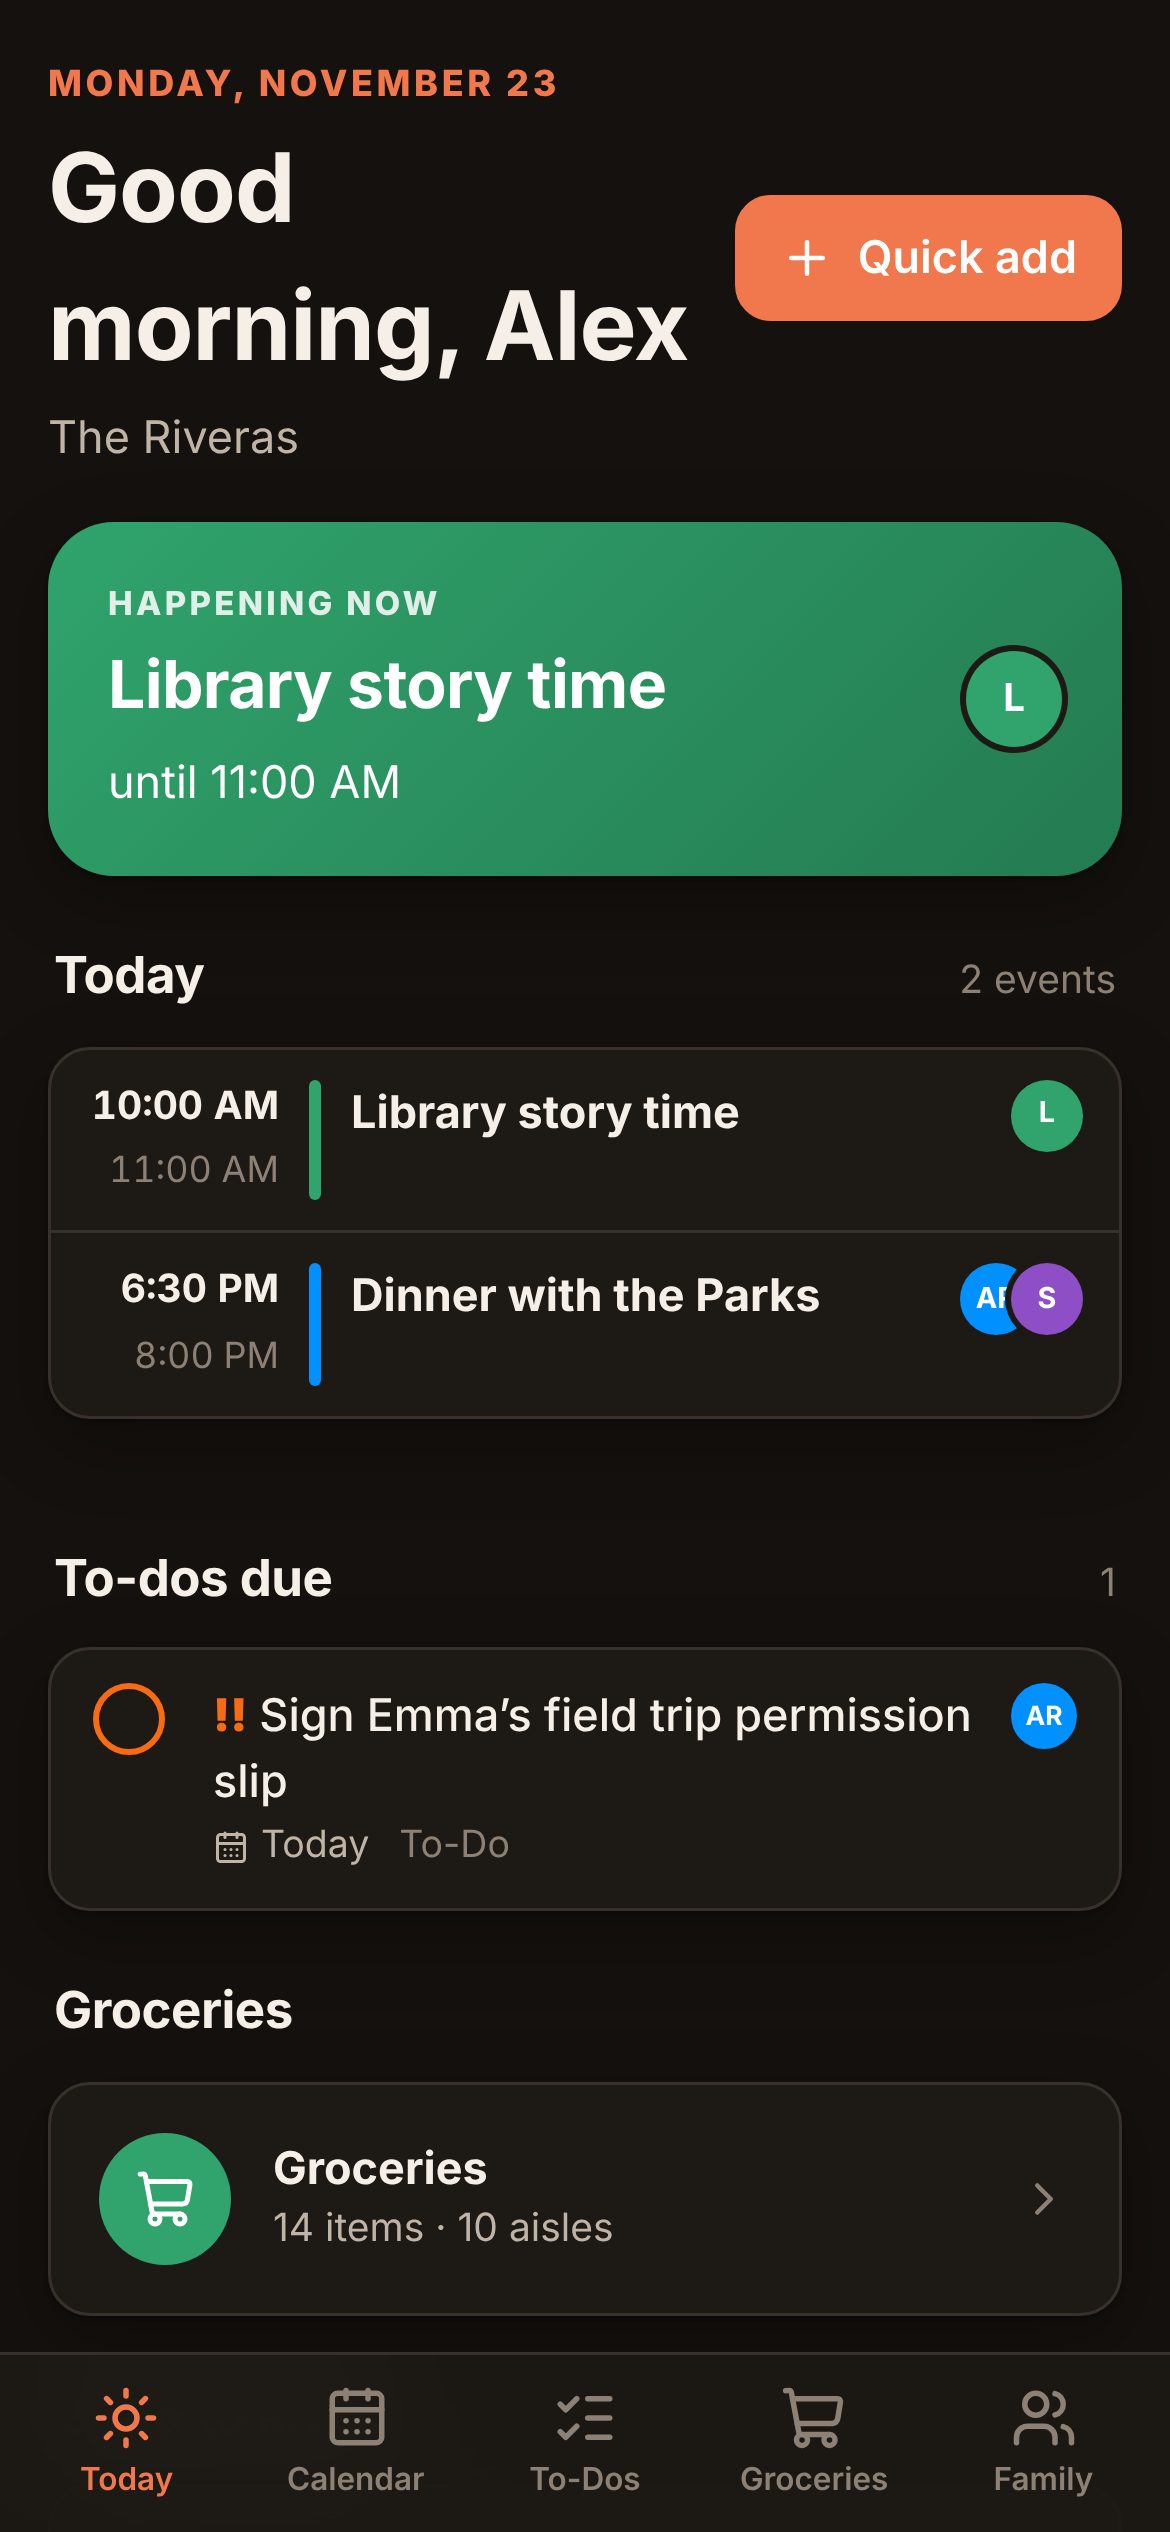 MONDAY, NOVEMBER 23
Good
morning, Alex
Quick add
The Riveras
HAPPENING NOW
Library story time
until 11:00 AM
L
Today
2 events
10:00 AM
11:00 AM
Library story time
L
6:30 PM
8:00 PM
Dinner with the Parks
S
To-dos due
1
!! Sign Emma’s field trip permission
slip
AR
Today
To-Do
Groceries
Groceries
14 items · 10 aisles
Today
Calendar
To-Dos
Groceries
Family